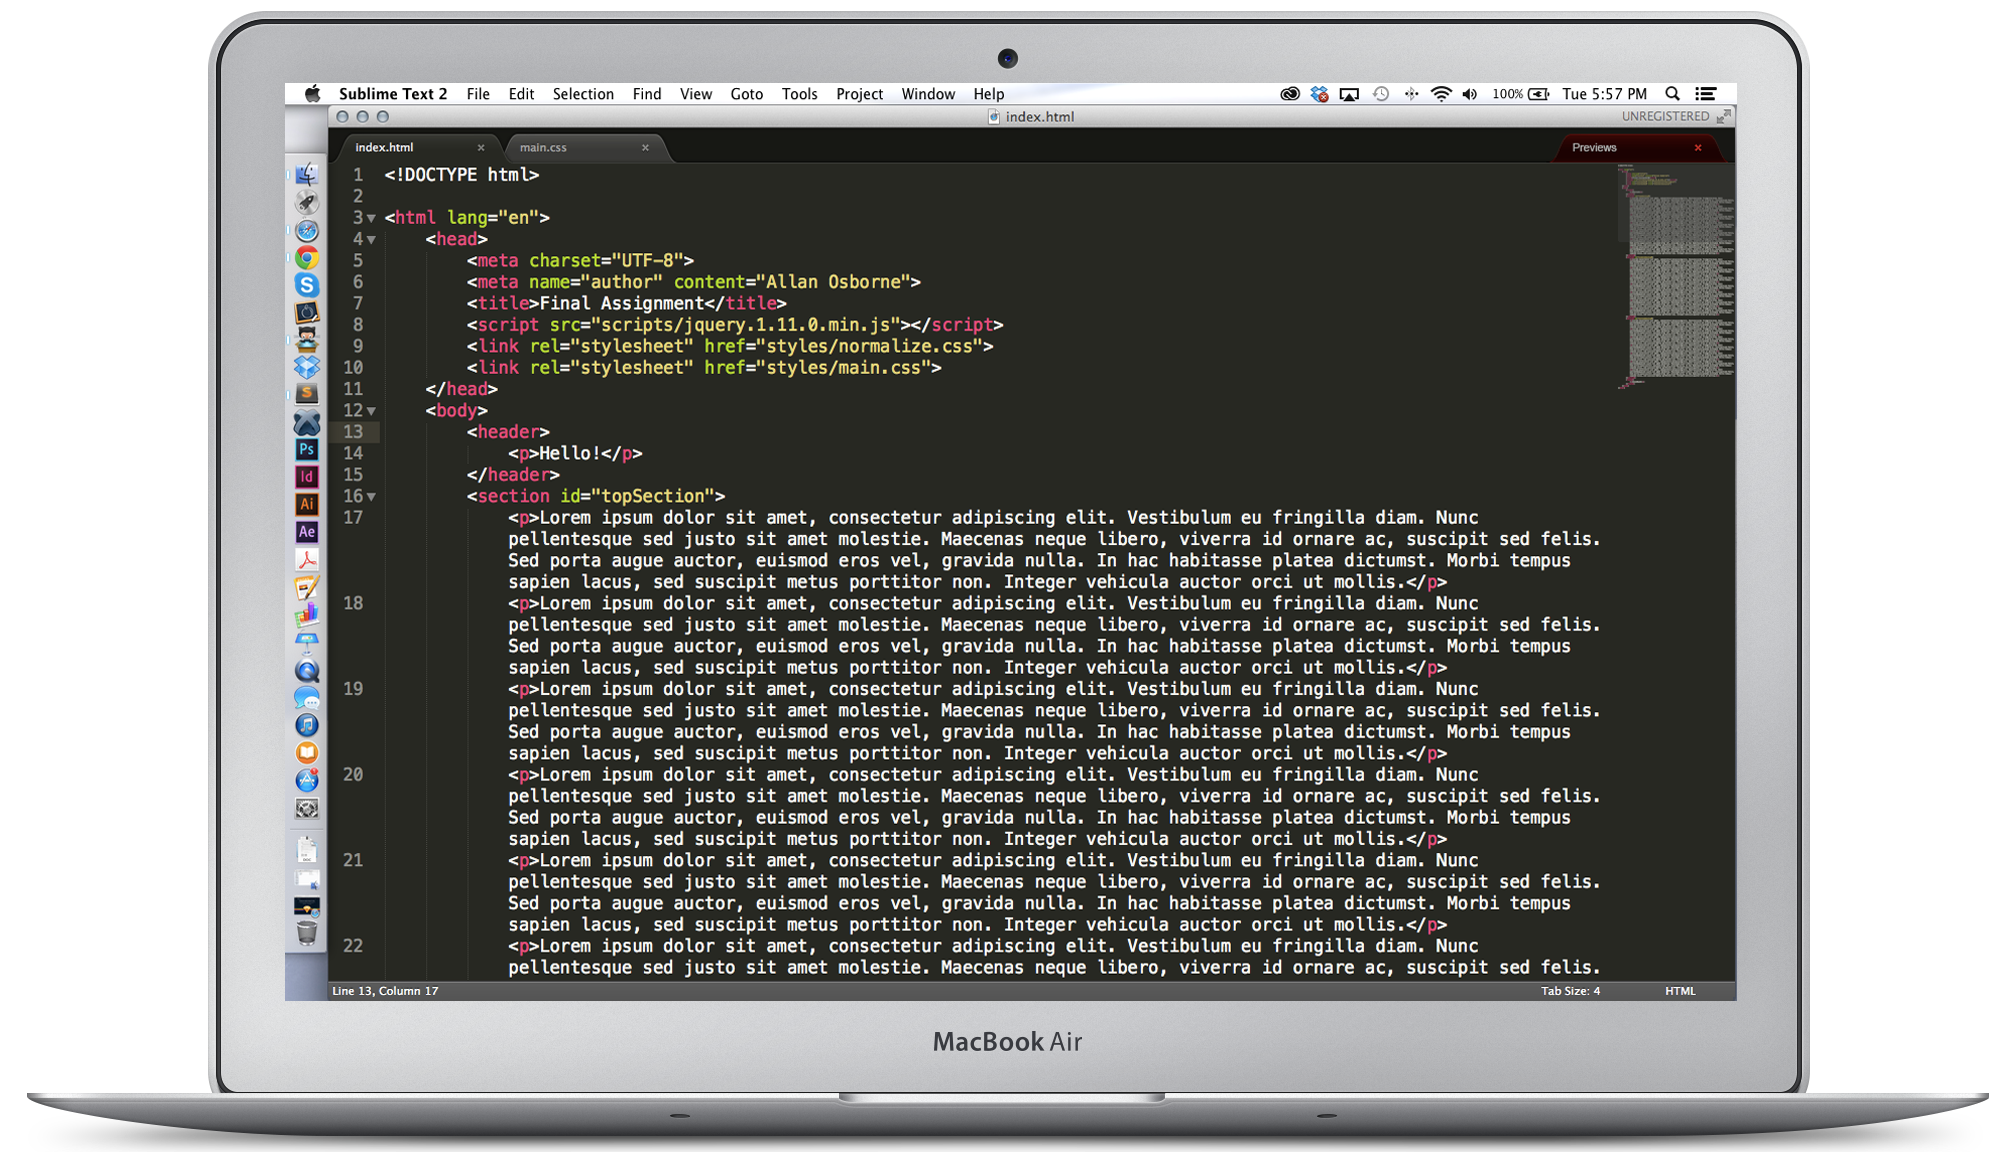 Sublime Text 2 File Edit Selection Find View Goto Tools Project Window Help 100% Tue 5:57 PM
index.html UNREGISTERED
index.html × main.css × Previews ×
1 <!DOCTYPE html>
2
3 <html lang="en">
4 <head>
5 <meta charset="UTF-8">
6 <meta name="author" content="Allan Osborne">
7 <title>Final Assignment</title>
8 <script src="scripts/jquery.1.11.0.min.js"></script>
9 <link rel="stylesheet" href="styles/normalize.css">
10 <link rel="stylesheet" href="styles/main.css">
11 </head>
12 <body>
13 <header>
14 <p>Hello!</p>
15 </header>
16 <section id="topSection">
17 <p>Lorem ipsum dolor sit amet, consectetur adipiscing elit. Vestibulum eu fringilla diam. Nunc
pellentesque sed justo sit amet molestie. Maecenas neque libero, viverra id ornare ac, suscipit sed felis.
Sed porta augue auctor, euismod eros vel, gravida nulla. In hac habitasse platea dictumst. Morbi tempus
sapien lacus, sed suscipit metus porttitor non. Integer vehicula auctor orci ut mollis.</p>
18 <p>Lorem ipsum dolor sit amet, consectetur adipiscing elit. Vestibulum eu fringilla diam. Nunc
pellentesque sed justo sit amet molestie. Maecenas neque libero, viverra id ornare ac, suscipit sed felis.
Sed porta augue auctor, euismod eros vel, gravida nulla. In hac habitasse platea dictumst. Morbi tempus
sapien lacus, sed suscipit metus porttitor non. Integer vehicula auctor orci ut mollis.</p>
19 <p>Lorem ipsum dolor sit amet, consectetur adipiscing elit. Vestibulum eu fringilla diam. Nunc
pellentesque sed justo sit amet molestie. Maecenas neque libero, viverra id ornare ac, suscipit sed felis.
Sed porta augue auctor, euismod eros vel, gravida nulla. In hac habitasse platea dictumst. Morbi tempus
sapien lacus, sed suscipit metus porttitor non. Integer vehicula auctor orci ut mollis.</p>
20 <p>Lorem ipsum dolor sit amet, consectetur adipiscing elit. Vestibulum eu fringilla diam. Nunc
pellentesque sed justo sit amet molestie. Maecenas neque libero, viverra id ornare ac, suscipit sed felis.
Sed porta augue auctor, euismod eros vel, gravida nulla. In hac habitasse platea dictumst. Morbi tempus
sapien lacus, sed suscipit metus porttitor non. Integer vehicula auctor orci ut mollis.</p>
21 <p>Lorem ipsum dolor sit amet, consectetur adipiscing elit. Vestibulum eu fringilla diam. Nunc
pellentesque sed justo sit amet molestie. Maecenas neque libero, viverra id ornare ac, suscipit sed felis.
Sed porta augue auctor, euismod eros vel, gravida nulla. In hac habitasse platea dictumst. Morbi tempus
sapien lacus, sed suscipit metus porttitor non. Integer vehicula auctor orci ut mollis.</p>
22 <p>Lorem ipsum dolor sit amet, consectetur adipiscing elit. Vestibulum eu fringilla diam. Nunc
pellentesque sed justo sit amet molestie. Maecenas neque libero, viverra id ornare ac, suscipit sed felis.
Line 13, Column 17 Tab Size: 4 HTML
S
S
Ps
Id
Ai
Ae
MacBook Air